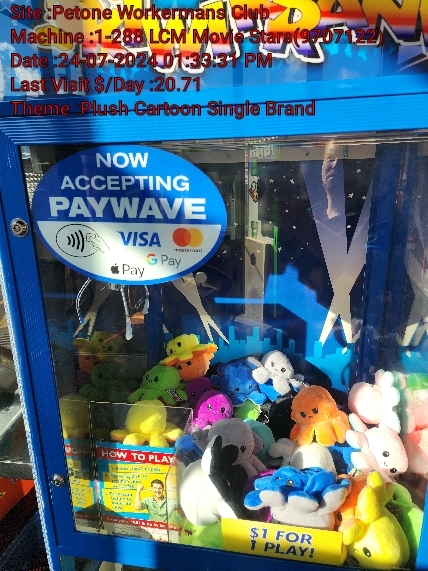 Site :Petone Workermans Club
Machine :1-288 LCM Movie Stars(9707122)
Date :24-07-2024 01:33:31 PM
Last Visit $/Day :20.71
Theme :Plush Cartoon Single Brand
NOW
ACCEPTING
PAYWAVE
VISA
mastercard
Pay
G Pay
HOW TO PLAY
$1 FOR
1 PLAY!